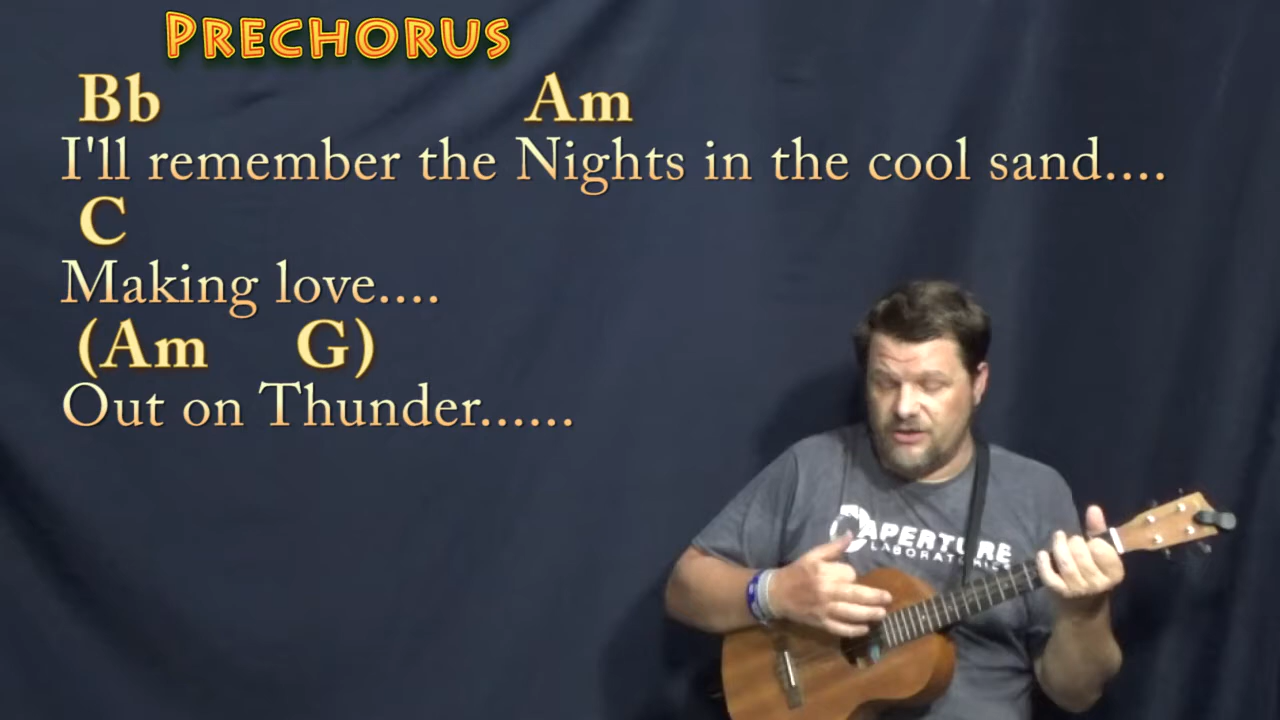 PRECHORUS
Bb Am
I'll remember the Nights in the cool sand....
C
Making love....
(Am G)
Out on Thunder......
APERTURE
LABORATORIES